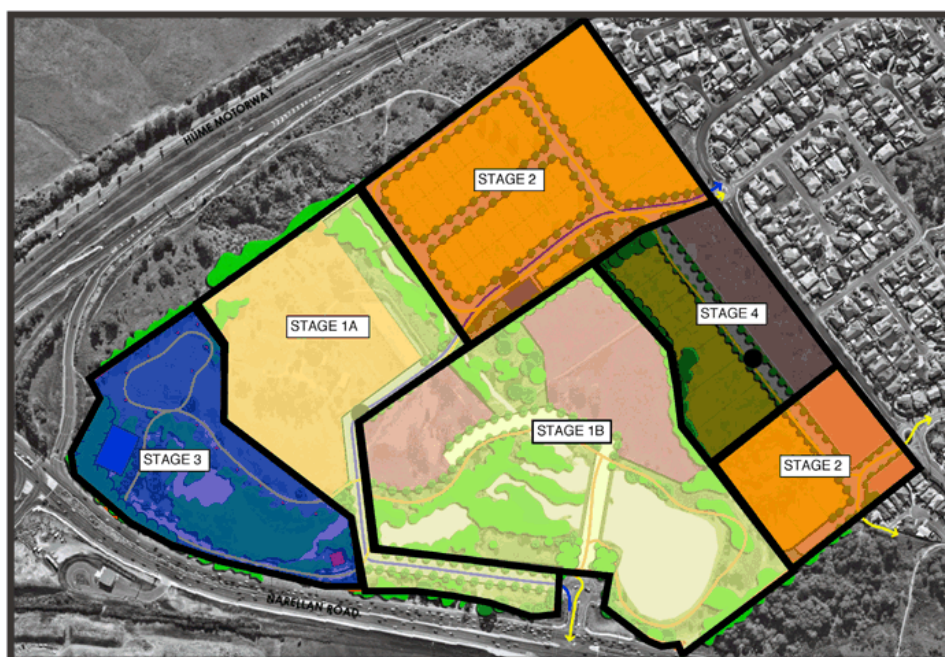 HUME MOTORWAY
STAGE 2
STAGE 1A
STAGE 4
STAGE 1B
STAGE 3
STAGE 2
NARELLAN ROAD